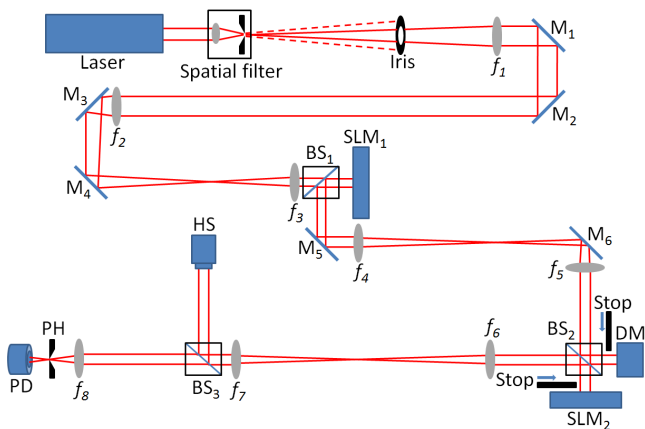 Laser
Spatial filter
Iris
f1
M1
M2
M3
f2
M4
f3
BS1
SLM1
M5
f4
M6
f5
HS
Stop
BS2
DM
f6
Stop
SLM2
PH
PD
f8
BS3
f7